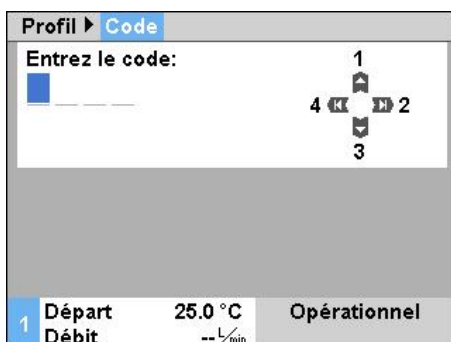 Profil Code
Entrez le code:
1
4 2
3
1
Départ 25.0 °C Opérationnel
Débit -- L/min